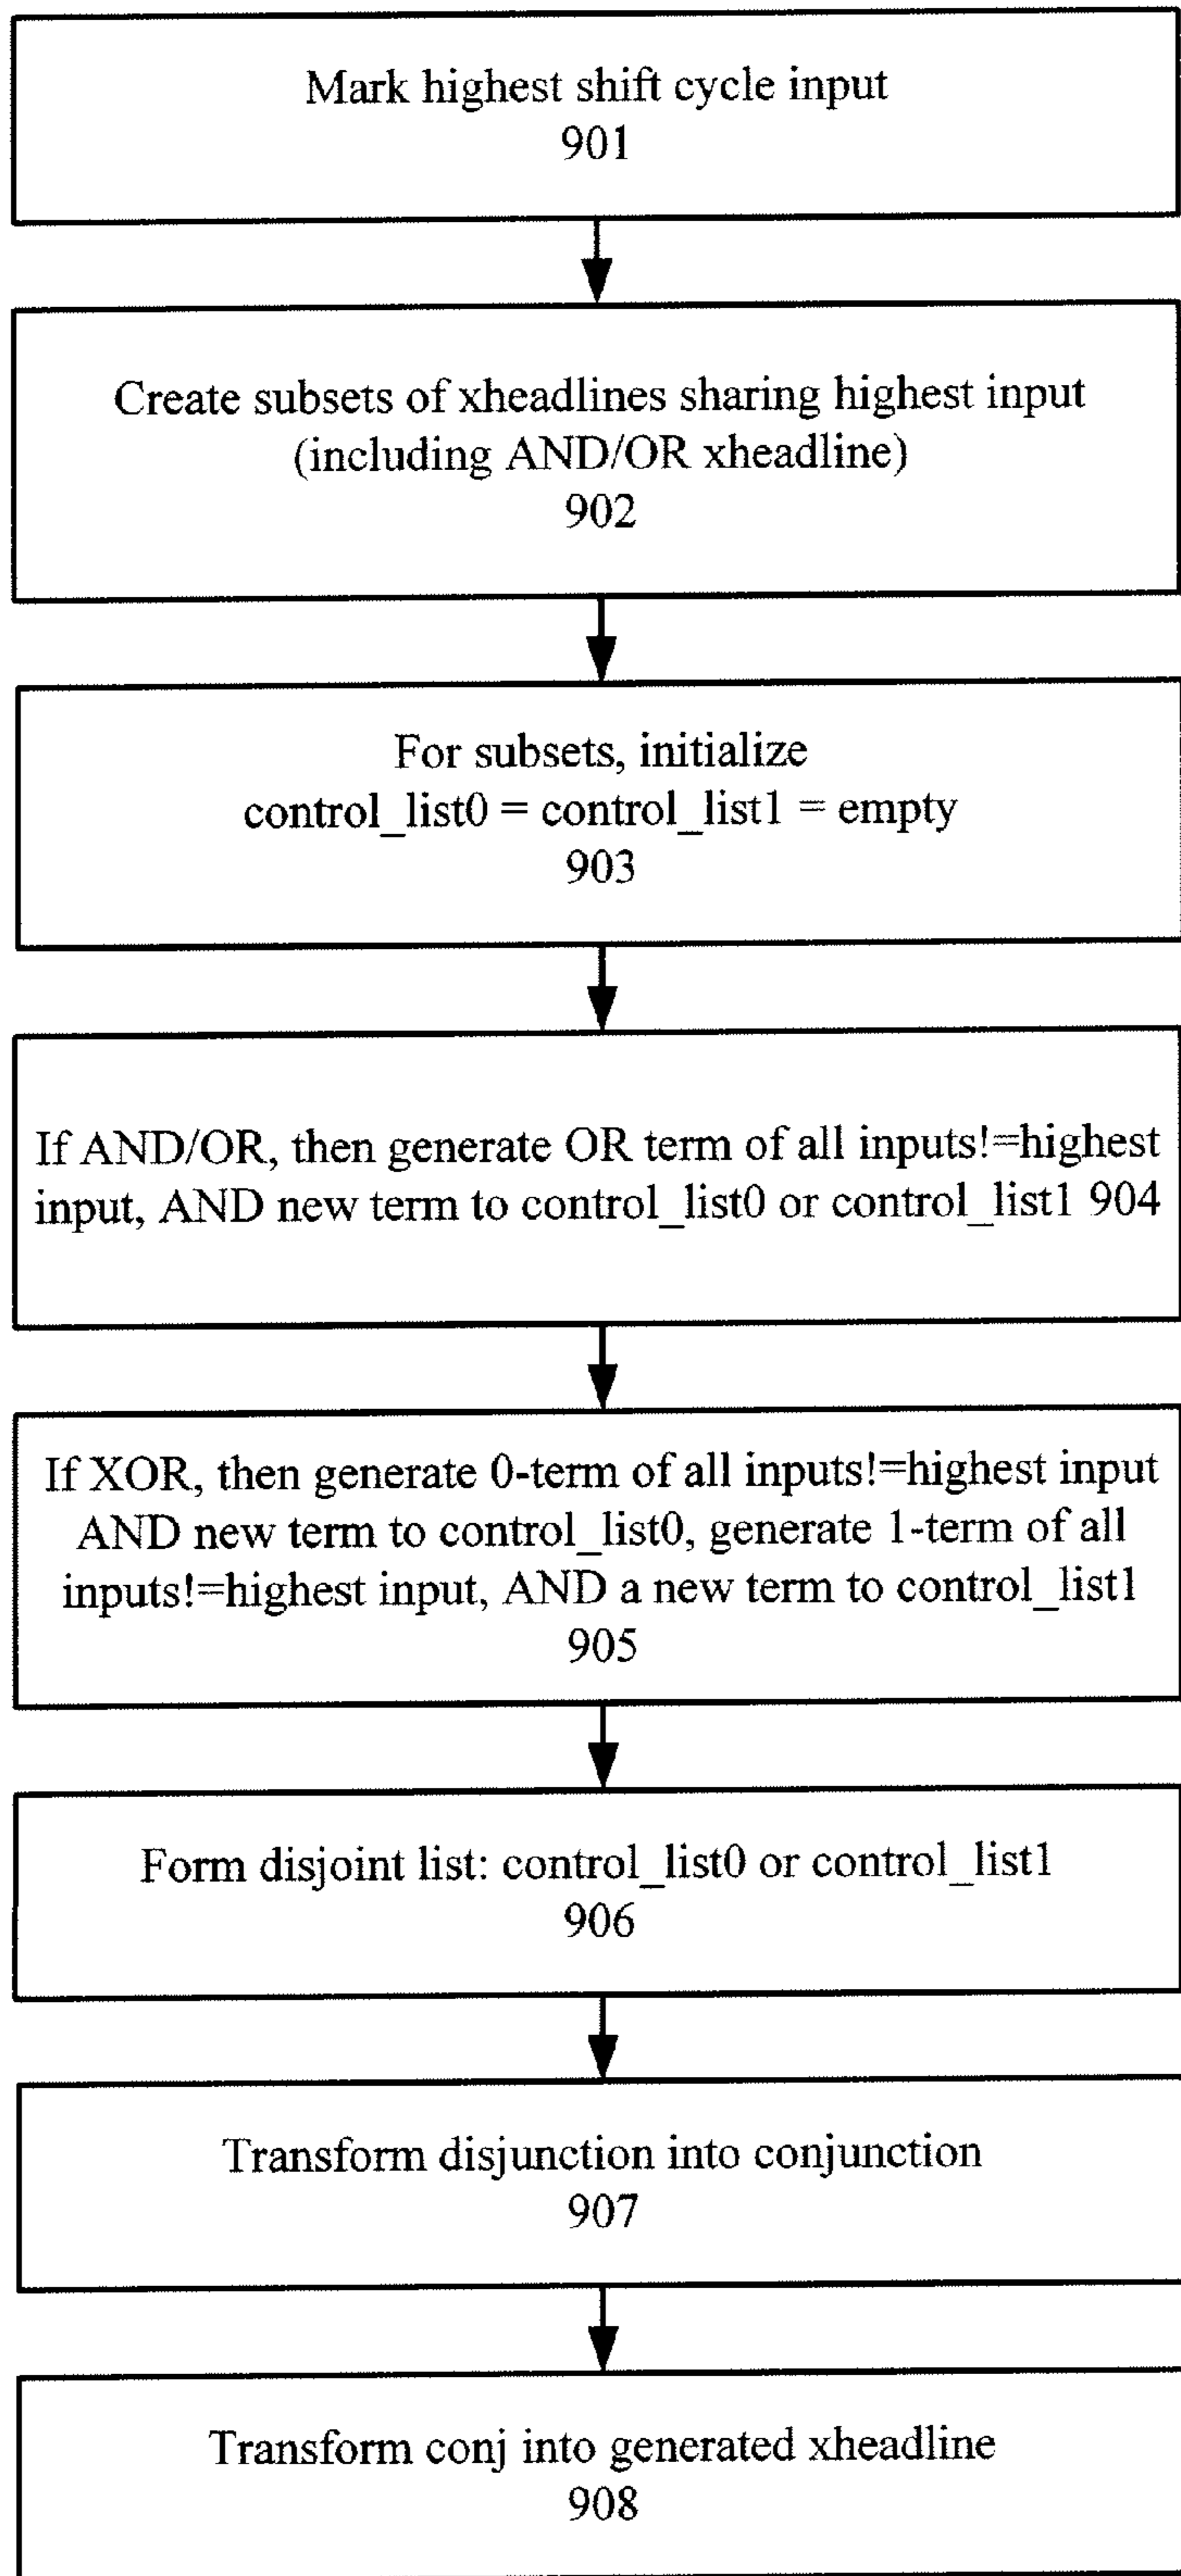 Mark highest shift cycle input
901
Create subsets of xheadlines sharing highest input
(including AND/OR xheadline)
902
For subsets, initialize
control_list0 = control_list1 = empty
903
If AND/OR, then generate OR term of all inputs!=highest
input, AND new term to control_list0 or control_list1 904
If XOR, then generate 0-term of all inputs!=highest input
AND new term to control_list0, generate 1-term of all
inputs!=highest input, AND a new term to control_list1
905
Form disjoint list: control_list0 or control_list1
906
Transform disjunction into conjunction
907
Transform conj into generated xheadline
908